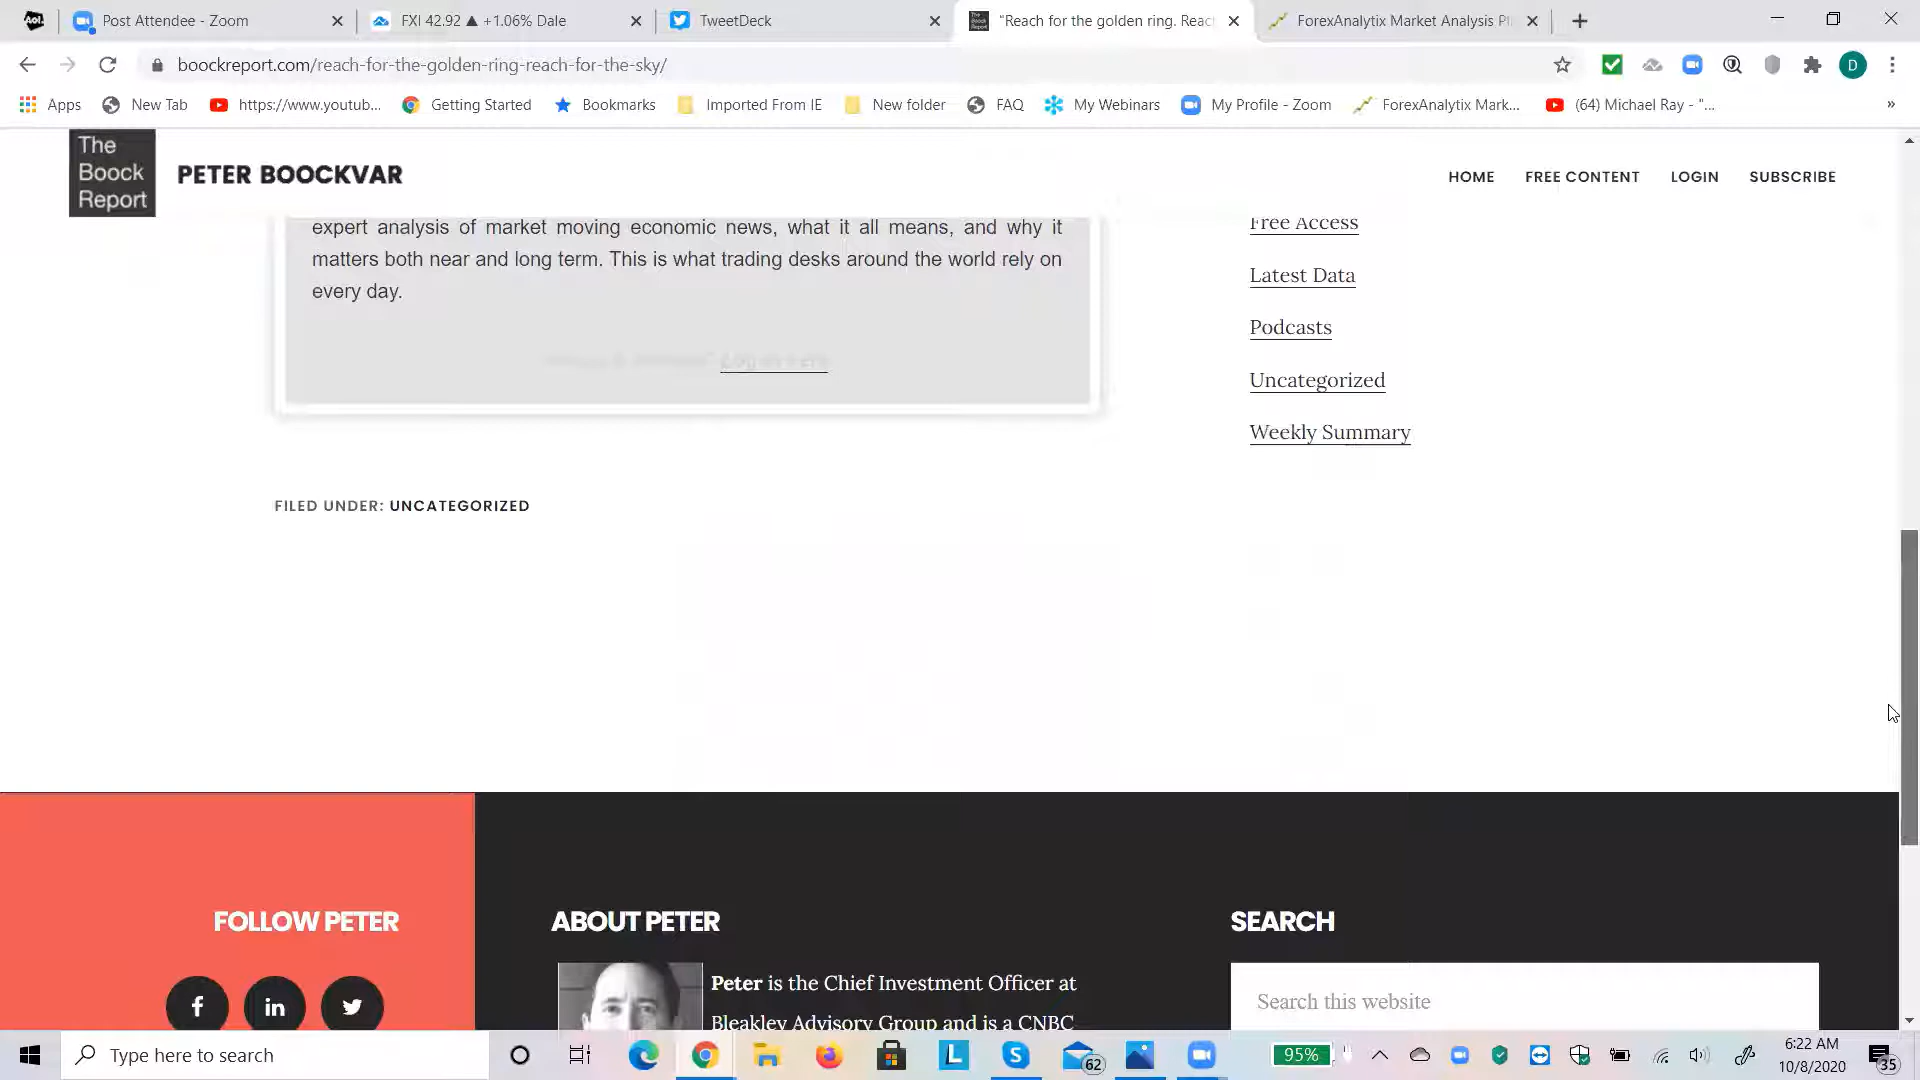 Aol.
Post Attendee - Zoom
FXI 42.92 ▲ +1.06% Dale
TweetDeck
"Reach for the golden ring. Reac
ForexAnalytix Market Analysis Pl
boockreport.com/reach-for-the-golden-ring-reach-for-the-sky/
D
Apps
New Tab
https://www.youtub...
Getting Started
Bookmarks
Imported From IE
New folder
FAQ
My Webinars
My Profile - Zoom
ForexAnalytix Mark...
(64) Michael Ray - "...
»
The
Boock
Report
PETER BOOCKVAR
HOME
FREE CONTENT
LOGIN
SUBSCRIBE
expert analysis of market moving economic news, what it all means, and why it
matters both near and long term. This is what trading desks around the world rely on
every day.
Log in here
Free Access
Latest Data
Podcasts
Uncategorized
Weekly Summary
FILED UNDER: UNCATEGORIZED
FOLLOW PETER
f
in
ABOUT PETER
Peter is the Chief Investment Officer at
Bleakley Advisory Group and is a CNBC
SEARCH
Search this website
Type here to search
L
S
62
95%
6:22 AM
10/8/2020
35